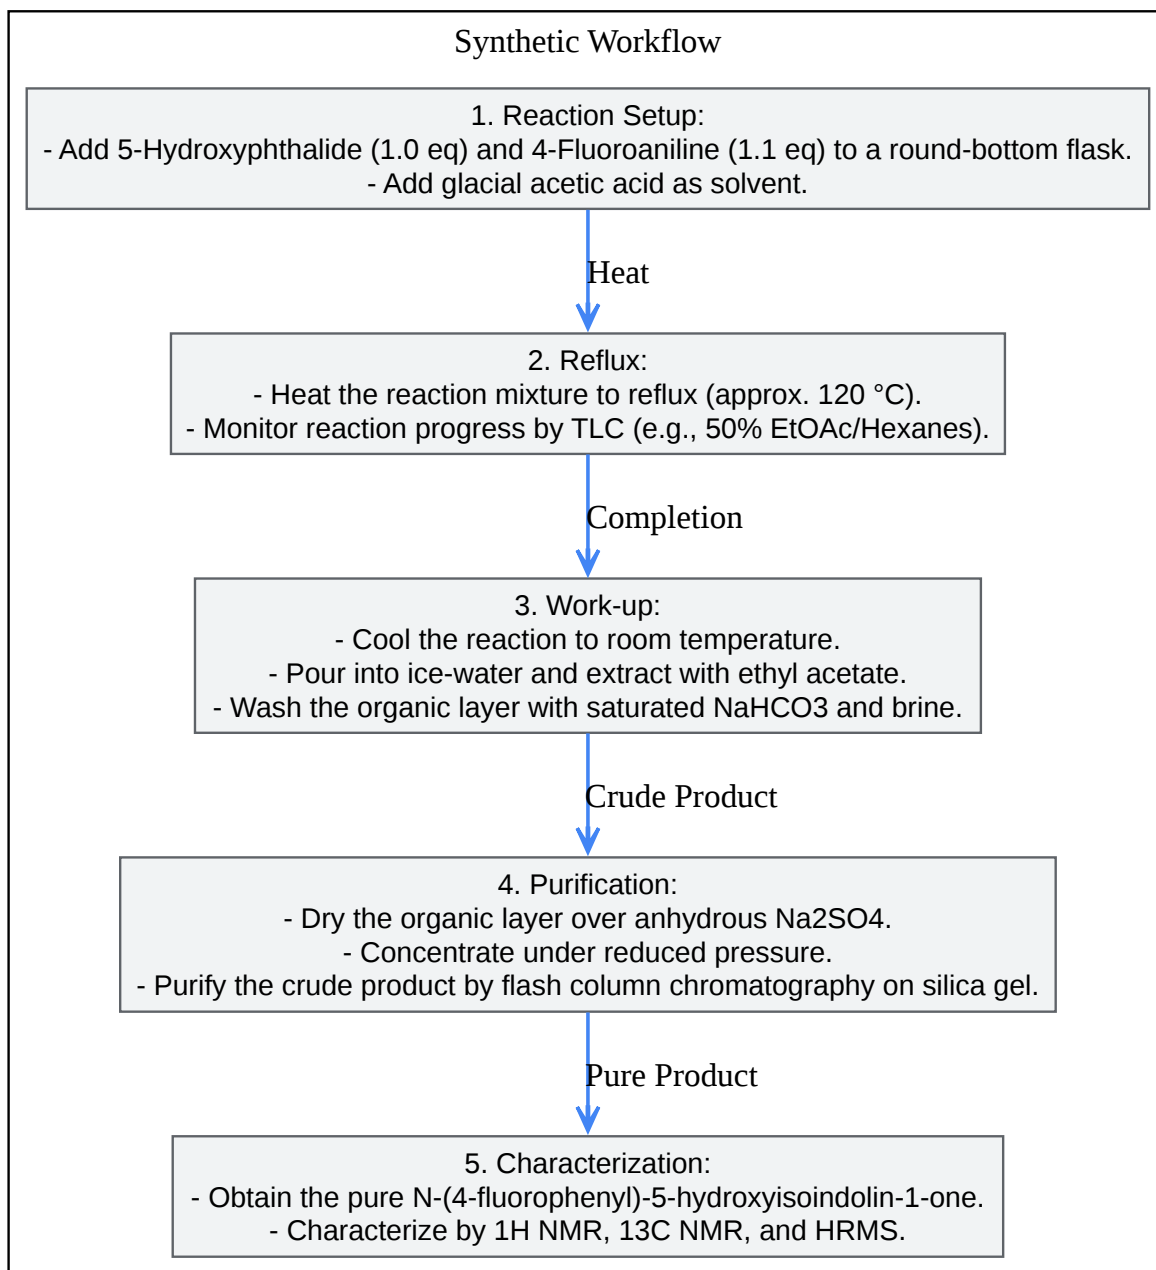 Synthetic Workflow
1. Reaction Setup:
- Add 5-Hydroxyphthalide (1.0 eq) and 4-Fluoroaniline (1.1 eq) to a round-bottom flask.
- Add glacial acetic acid as solvent.
Heat
2. Reflux:
- Heat the reaction mixture to reflux (approx. 120 °C).
- Monitor reaction progress by TLC (e.g., 50% EtOAc/Hexanes).
Completion
3. Work-up:
- Cool the reaction to room temperature.
- Pour into ice-water and extract with ethyl acetate.
- Wash the organic layer with saturated NaHCO3 and brine.
Crude Product
4. Purification:
- Dry the organic layer over anhydrous Na2SO4.
- Concentrate under reduced pressure.
- Purify the crude product by flash column chromatography on silica gel.
Pure Product
5. Characterization:
- Obtain the pure N-(4-fluorophenyl)-5-hydroxyisoindolin-1-one.
- Characterize by 1H NMR, 13C NMR, and HRMS.